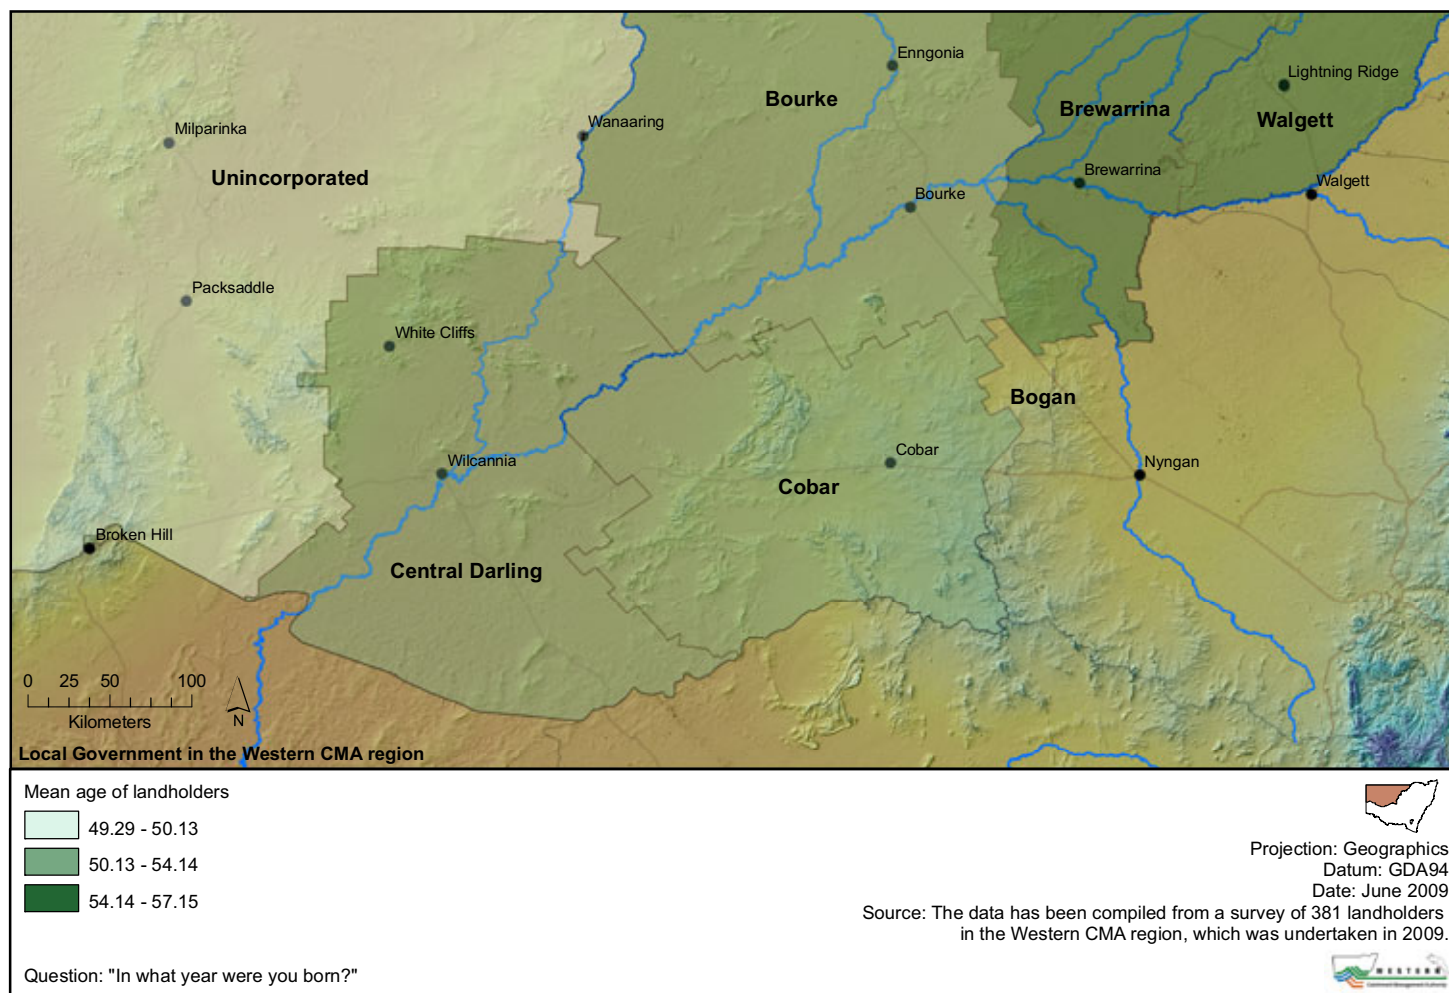 Enngonia
Lightning Ridge
Bourke
Brewarrina
Walgett
Milparinka
Wanaaring
Unincorporated
Brewarrina
Walgett
Bourke
Packsaddle
White Cliffs
Bogan
Cobar
Wilcannia
Nyngan
Cobar
Broken Hill
Central Darling
0 25 50 100
Kilometers
N
Local Government in the Western CMA region
Mean age of landholders
49.29 - 50.13
50.13 - 54.14
54.14 - 57.15
Projection: Geographics
Datum: GDA94
Date: June 2009
Source: The data has been compiled from a survey of 381 landholders
in the Western CMA region, which was undertaken in 2009.
Question: "In what year were you born?"
WESTERN